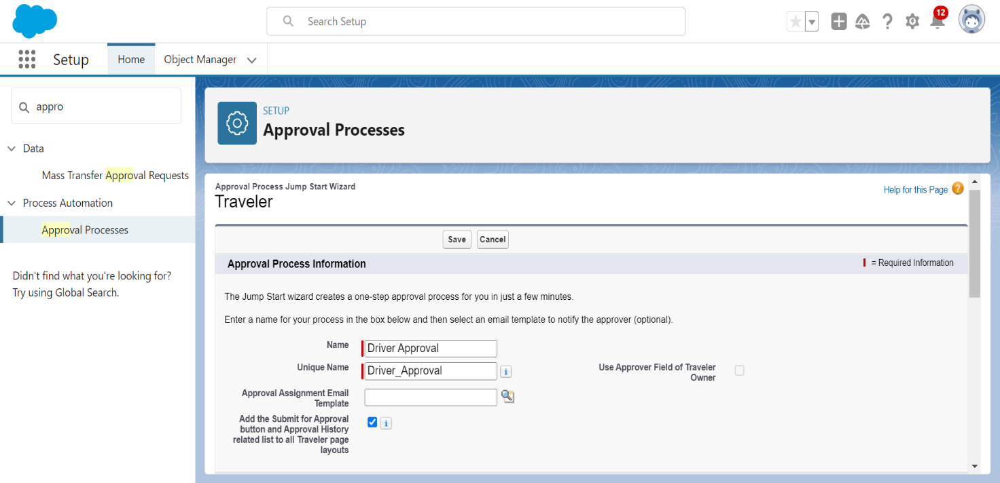 Search Setup
12
Setup
Home
Object Manager
appro
Data
Mass Transfer Approval Requests
Process Automation
Approval Processes
Didn't find what you're looking for?
Try using Global Search.
SETUP
Approval Processes
Approval Process Jump Start Wizard
Traveler
Help for this Page ?
Save
Cancel
Approval Process Information
= Required Information
The Jump Start wizard creates a one-step approval process for you in just a few minutes.
Enter a name for your process in the box below and then select an email template to notify the approver (optional).
Name
Driver Approval
Unique Name
Driver_Approval
i
Use Approver Field of Traveler
Owner
Approval Assignment Email
Template
Add the Submit for Approval
button and Approval History
related list to all Traveler page
layouts
i